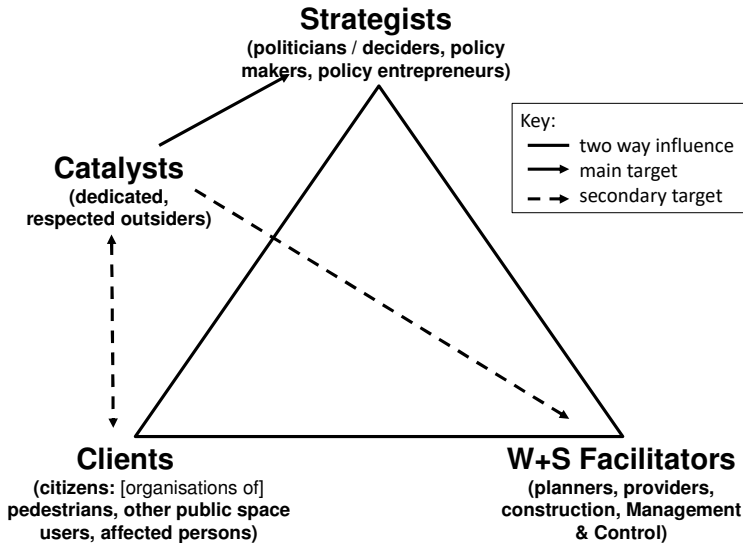 Strategists
(politicians / deciders, policy
makers, policy entrepreneurs)
Key:
two way influence
main target
secondary target
Catalysts
(dedicated,
respected outsiders)
Clients
(citizens: [organisations of]
pedestrians, other public space
users, affected persons)
W+S Facilitators
(planners, providers,
construction, Management
& Control)